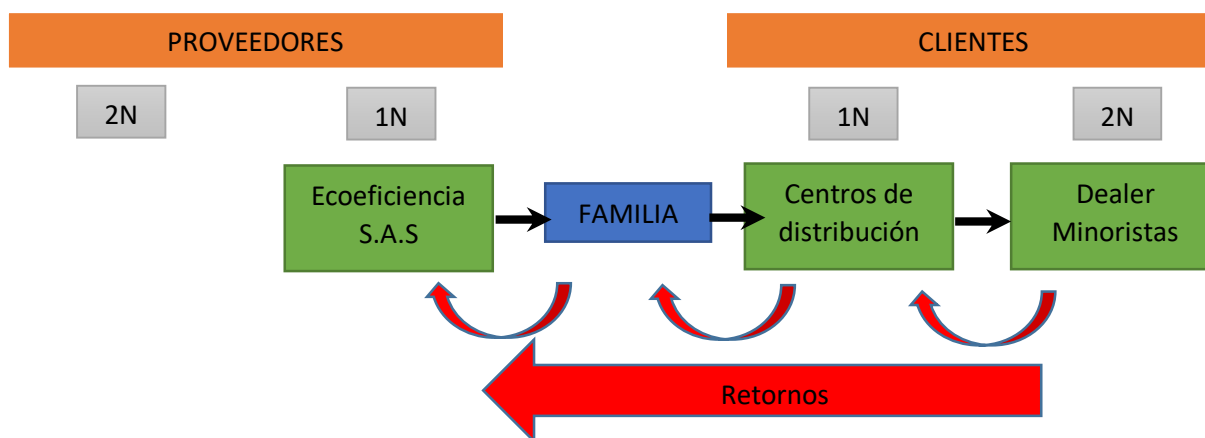 PROVEEDORES
CLIENTES
2N
1N
1N
2N
Ecoeficiencia
S.A.S
FAMILIA
Centros de
distribución
Dealer
Minoristas
Retornos